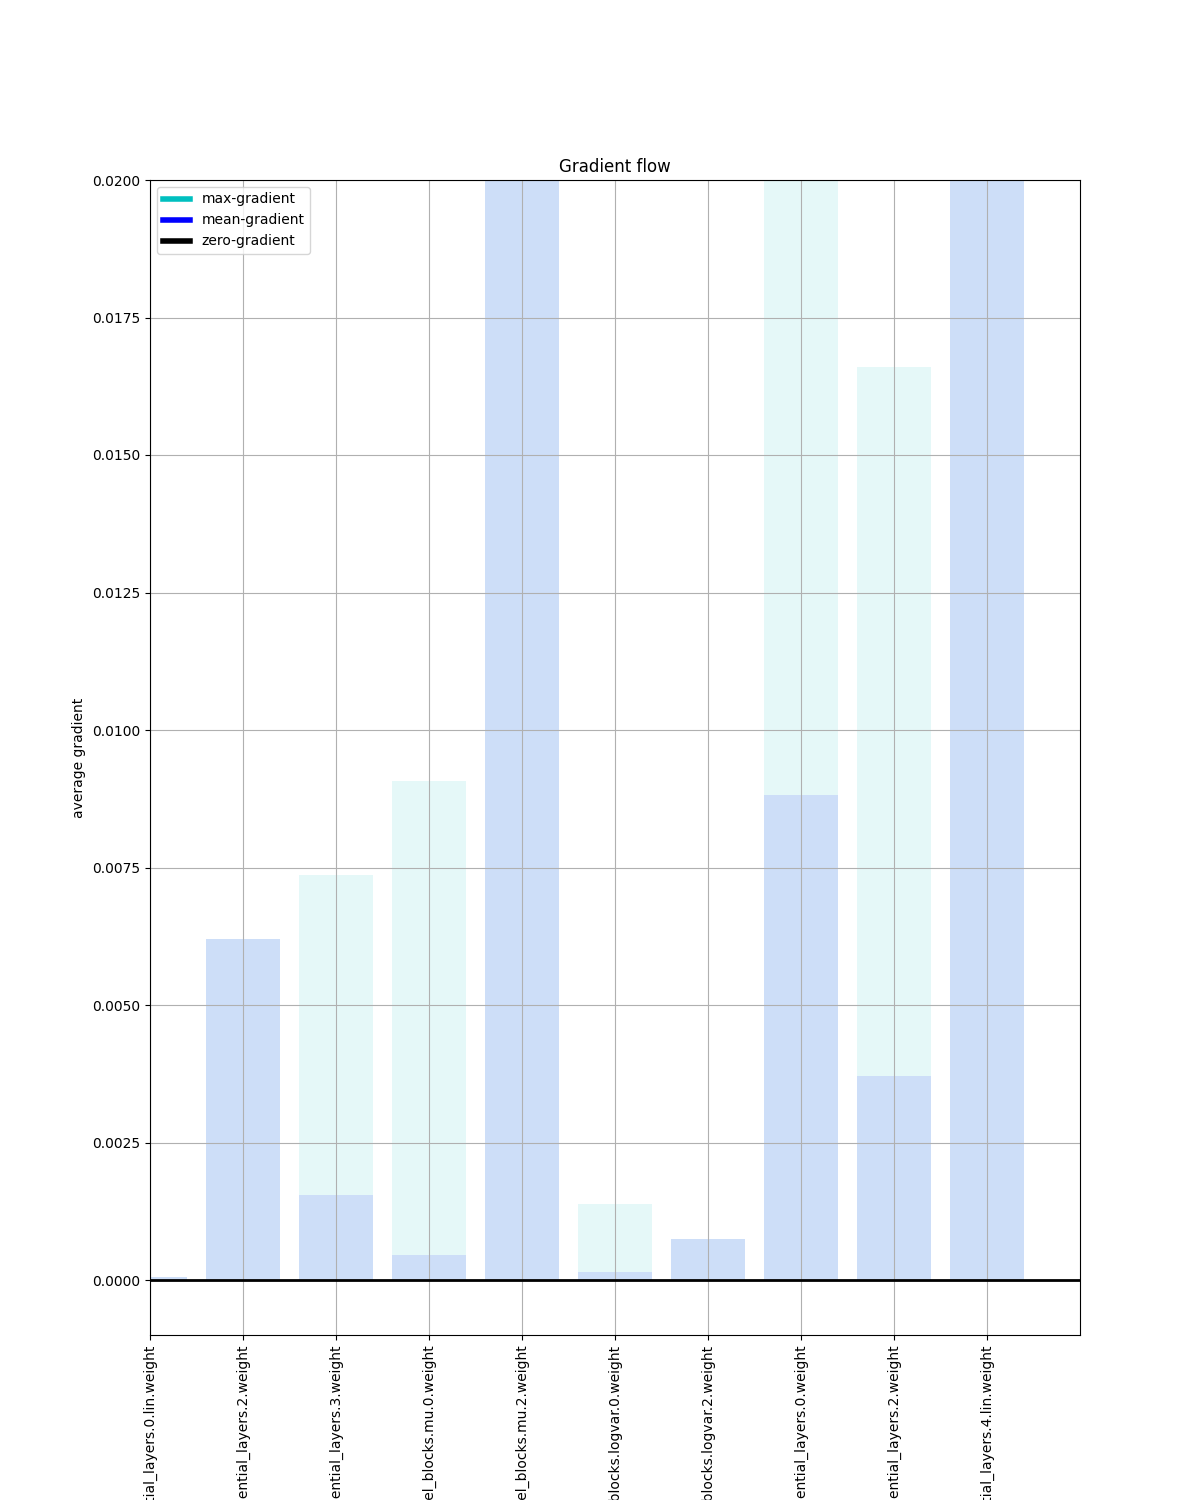 Gradient flow
max-gradient
mean-gradient
zero-gradient
average gradient
0.0200
0.0175
0.0150
0.0125
0.0100
0.0075
0.0050
0.0025
0.0000
tial_layers.0.lin.weight
ential_layers.2.weight
ential_layers.3.weight
el_blocks.mu.0.weight
el_blocks.mu.2.weight
blocks.logvar.0.weight
blocks.logvar.2.weight
ential_layers.0.weight
ential_layers.2.weight
tial_layers.4.lin.weight